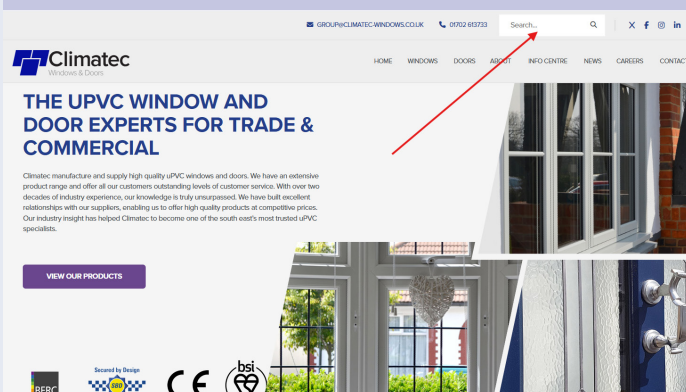 GROUP@CLIMATEC-WINDOWS.CO.UK 01702 613733 Search...
Climatec
Windows & Doors
HOME WINDOWS DOORS ABOUT INFO CENTRE NEWS CAREERS CONTACT
THE UPVC WINDOW AND
DOOR EXPERTS FOR TRADE &
COMMERCIAL
Climatec manufacture and supply high quality uPVC windows and doors. We have an extensive
product range and offer all our customers outstanding levels of customer service. With over two
decades of industry experience, our knowledge is truly unsurpassed. We have built excellent
relationships with our suppliers, enabling us to offer high quality products at competitive prices.
Our industry insight has helped Climatec to become one of the south east's most trusted uPVC
specialists.
VIEW OUR PRODUCTS
BFRC
Secured by Design
SBD
CE
bsi